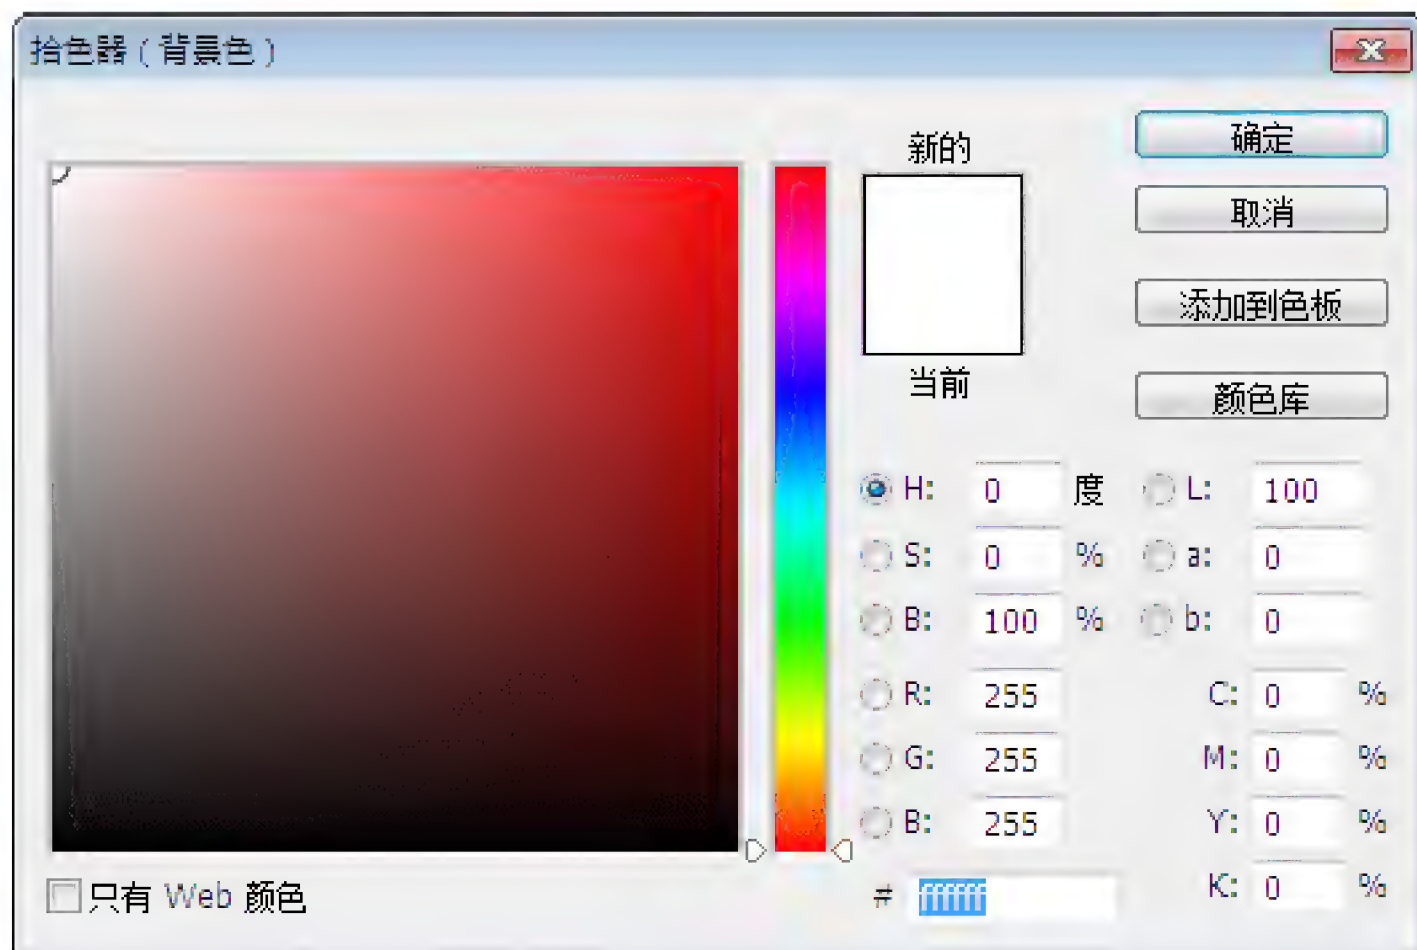 拾色器（背景色）
新的
当前
确定
取消
添加到色板
颜色库
H: 0 度
S: 0 %
B: 100 %
R: 255
G: 255
B: 255
# ffffff
L: 100
a: 0
b: 0
C: 0 %
M: 0 %
Y: 0 %
K: 0 %
只有 Web 颜色